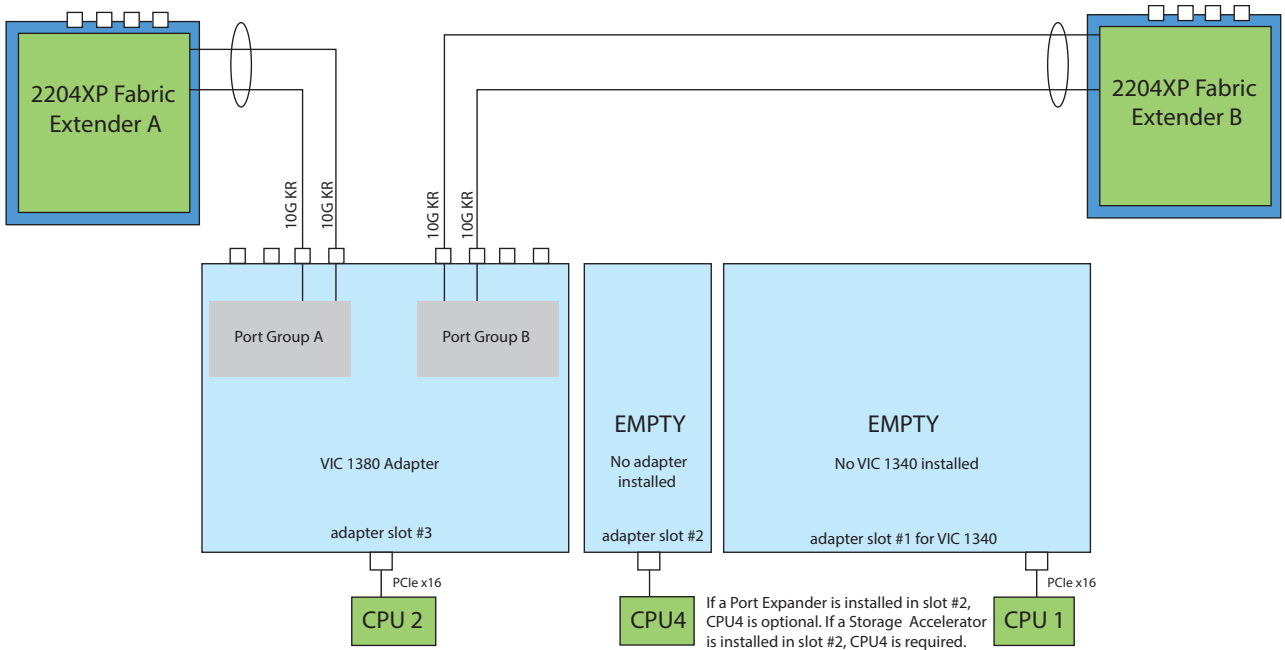 2204XP Fabric
Extender A
2204XP Fabric
Extender B
10G KR
10G KR
10G KR
10G KR
Port Group A
Port Group B
VIC 1380 Adapter
adapter slot #3
EMPTY
No adapter
installed
adapter slot #2
EMPTY
No VIC 1340 installed
adapter slot #1 for VIC 1340
PCIe x16
CPU 2
CPU4
If a Port Expander is installed in slot #2,
CPU4 is optional. If a Storage Accelerator
is installed in slot #2, CPU4 is required.
PCIe x16
CPU 1